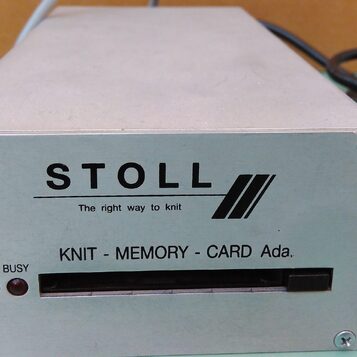 STOLL
The right way to knit
KNIT - MEMORY - CARD Ada.
BUSY